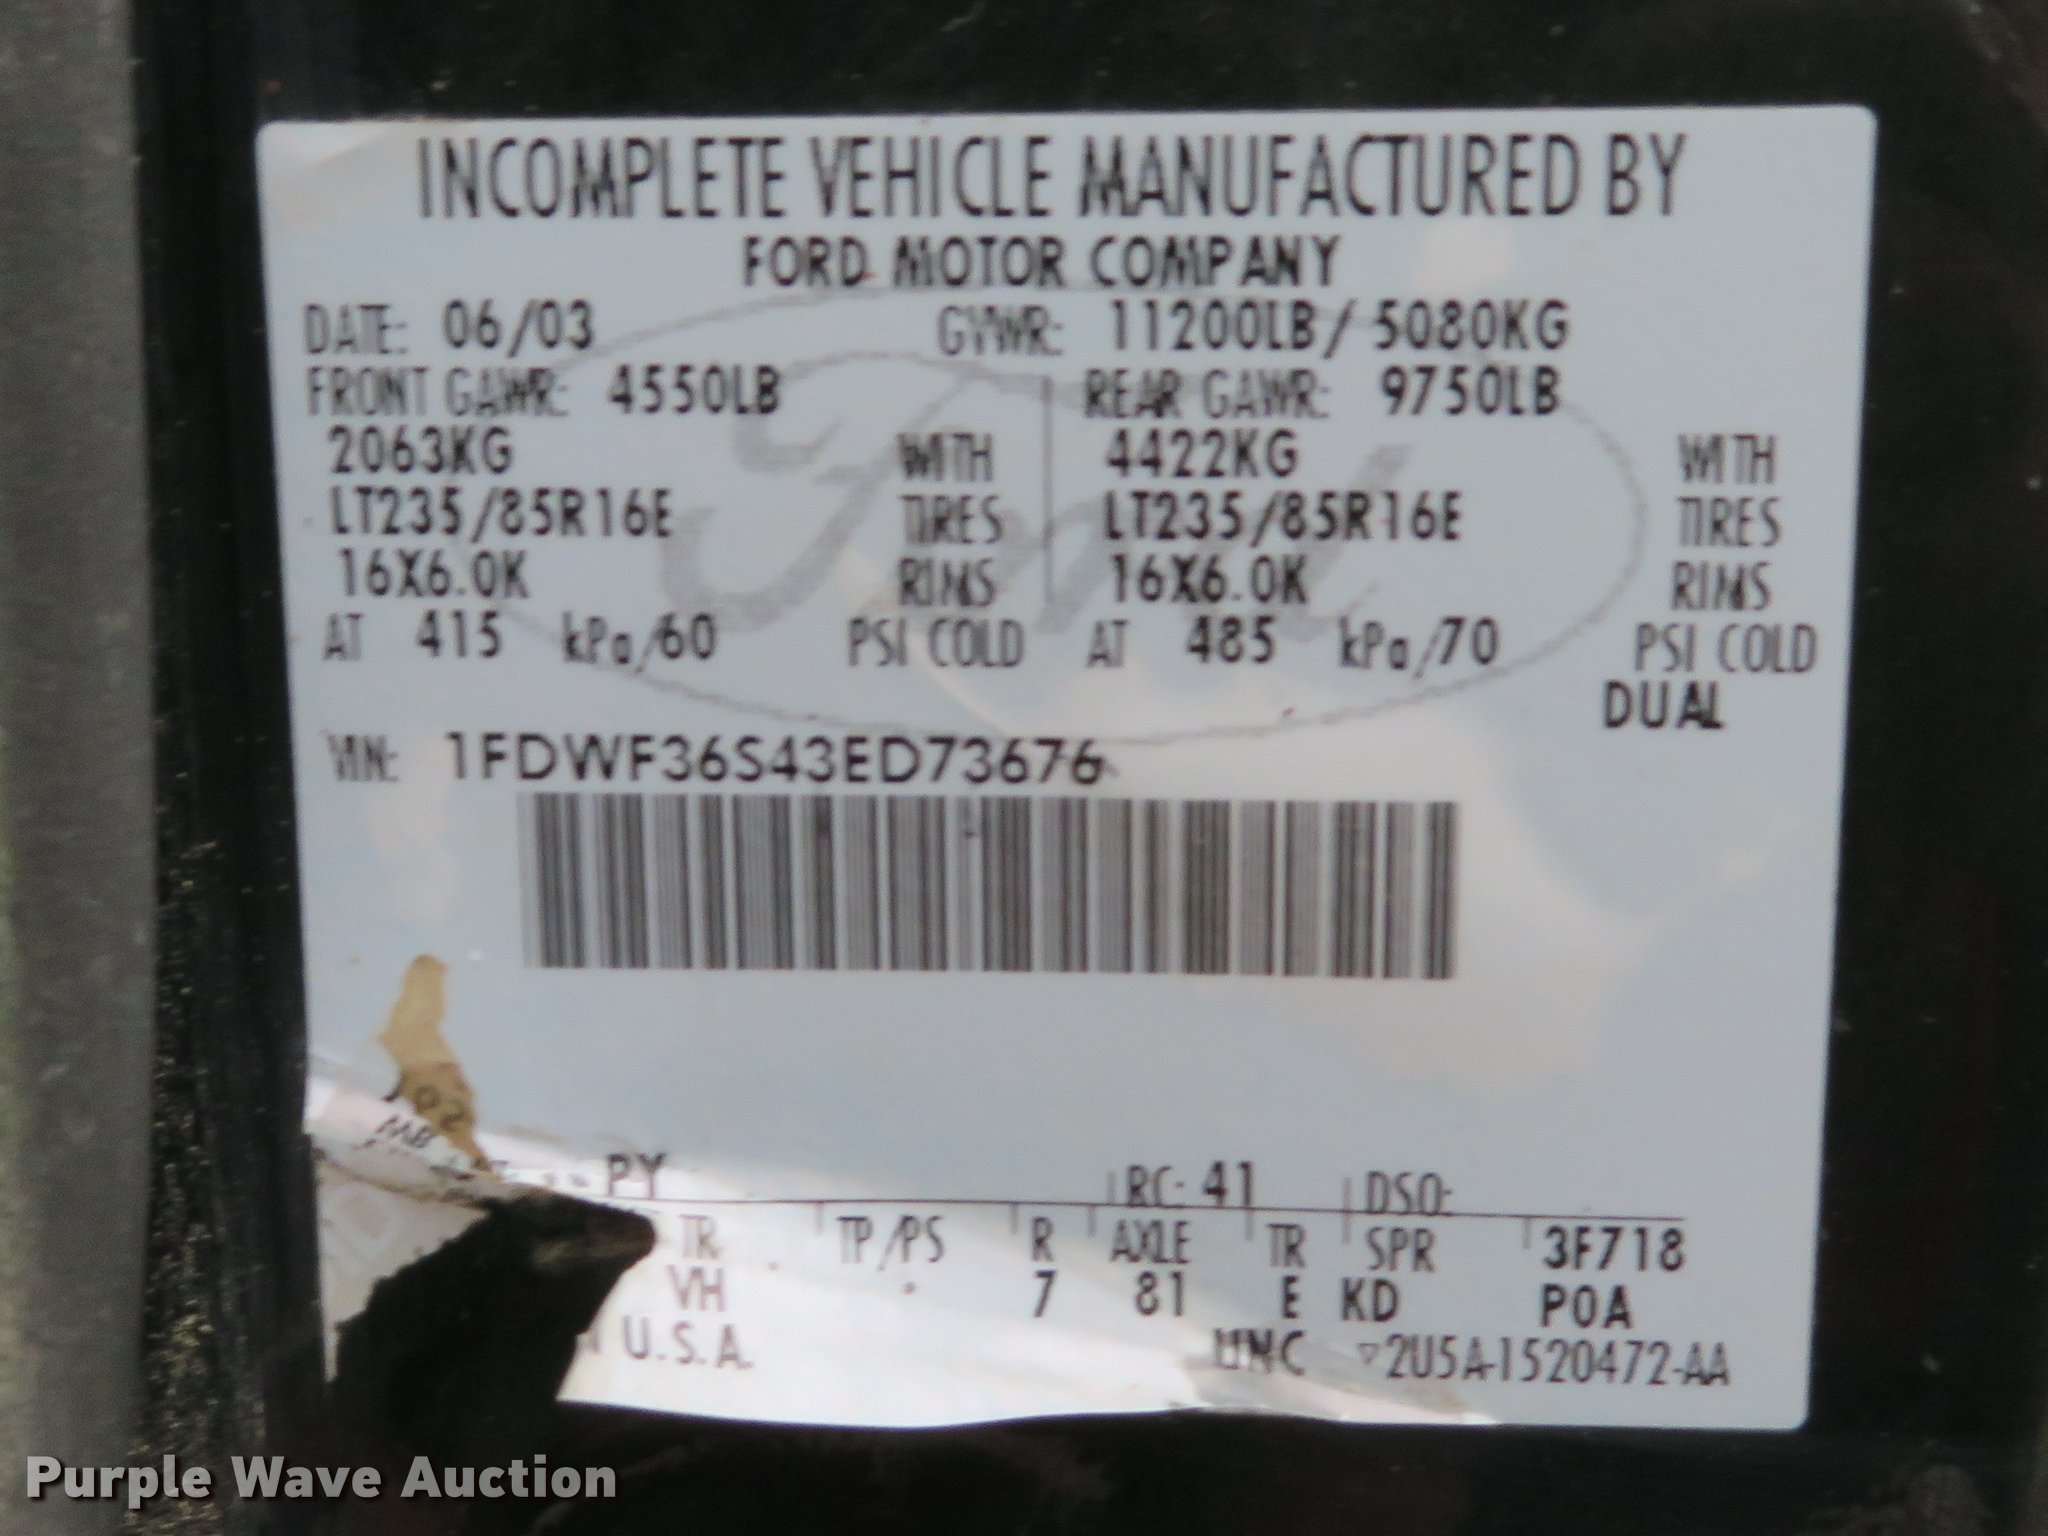 INCOMPLETE VEHICLE MANUFACTURED BY
FORD MOTOR COMPANY
DATE: 06/03 GVWR: 11200LB/ 5080KG
FRONT GAWR: 4550LB REAR GAWR: 9750LB
2063KG WITH 4422KG WITH
LT235/85R16E TIRES LT235/85R16E TIRES
16X6.0K RIMS 16X6.0K RIMS
AT 415 kPa/60 PSI COLD AT 485 kPa/70 PSI COLD
DUAL
VIN: 1FDWF36S43ED73676
Ford
PY RC: 41 DSO:
TR TP/PS R AXLE TR SPR 3F718
VH 7 81 E KD P0A
U.S.A. UNC ▽2U5A-1520472-AA
Purple Wave Auction